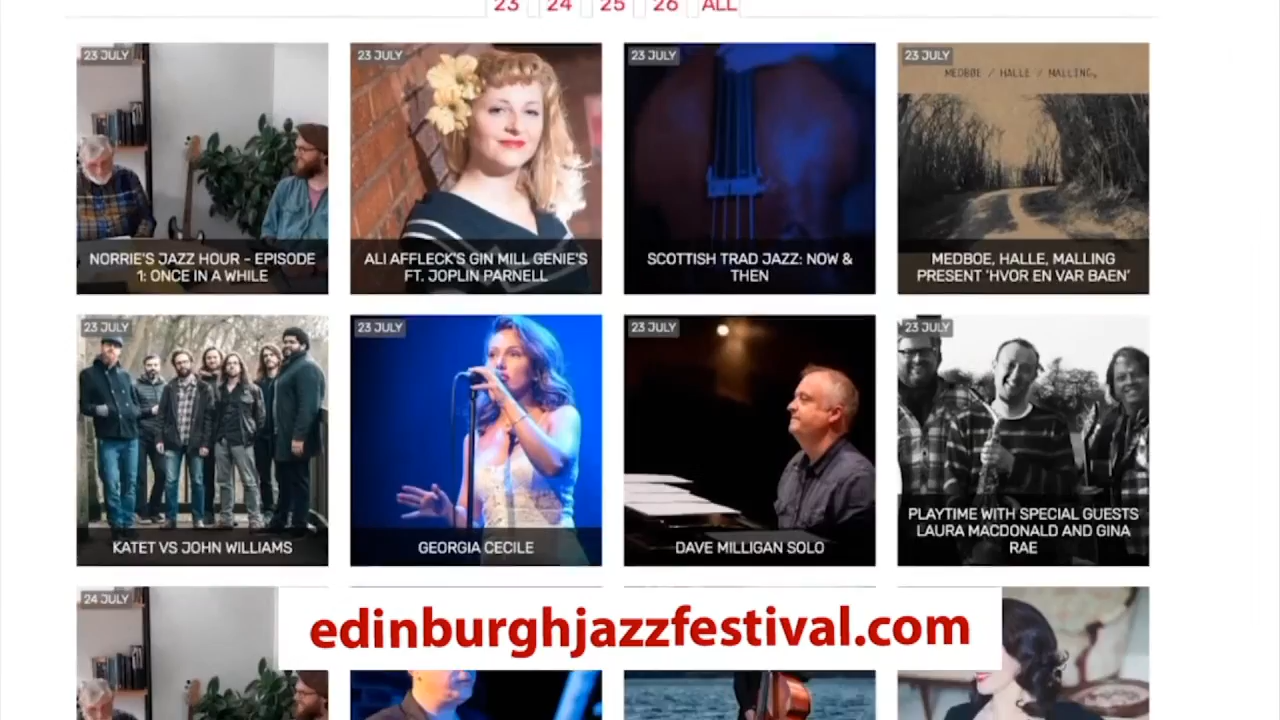 23 24 25 26 ALL
23 JULY
NORRIE'S JAZZ HOUR - EPISODE
1: ONCE IN A WHILE
23 JULY
ALI AFFLECK'S GIN MILL GENIE'S
FT. JOPLIN PARNELL
23 JULY
SCOTTISH TRAD JAZZ: NOW &
THEN
23 JULY
MEDBØE / HALLE / MALLING
MEDBOE, HALLE, MALLING
PRESENT 'HVOR EN VAR BAEN'
23 JULY
KATET VS JOHN WILLIAMS
23 JULY
GEORGIA CECILE
23 JULY
DAVE MILLIGAN SOLO
23 JULY
PLAYTIME WITH SPECIAL GUESTS
LAURA MACDONALD AND GINA
RAE
24 JULY
edinburghjazzfestival.com